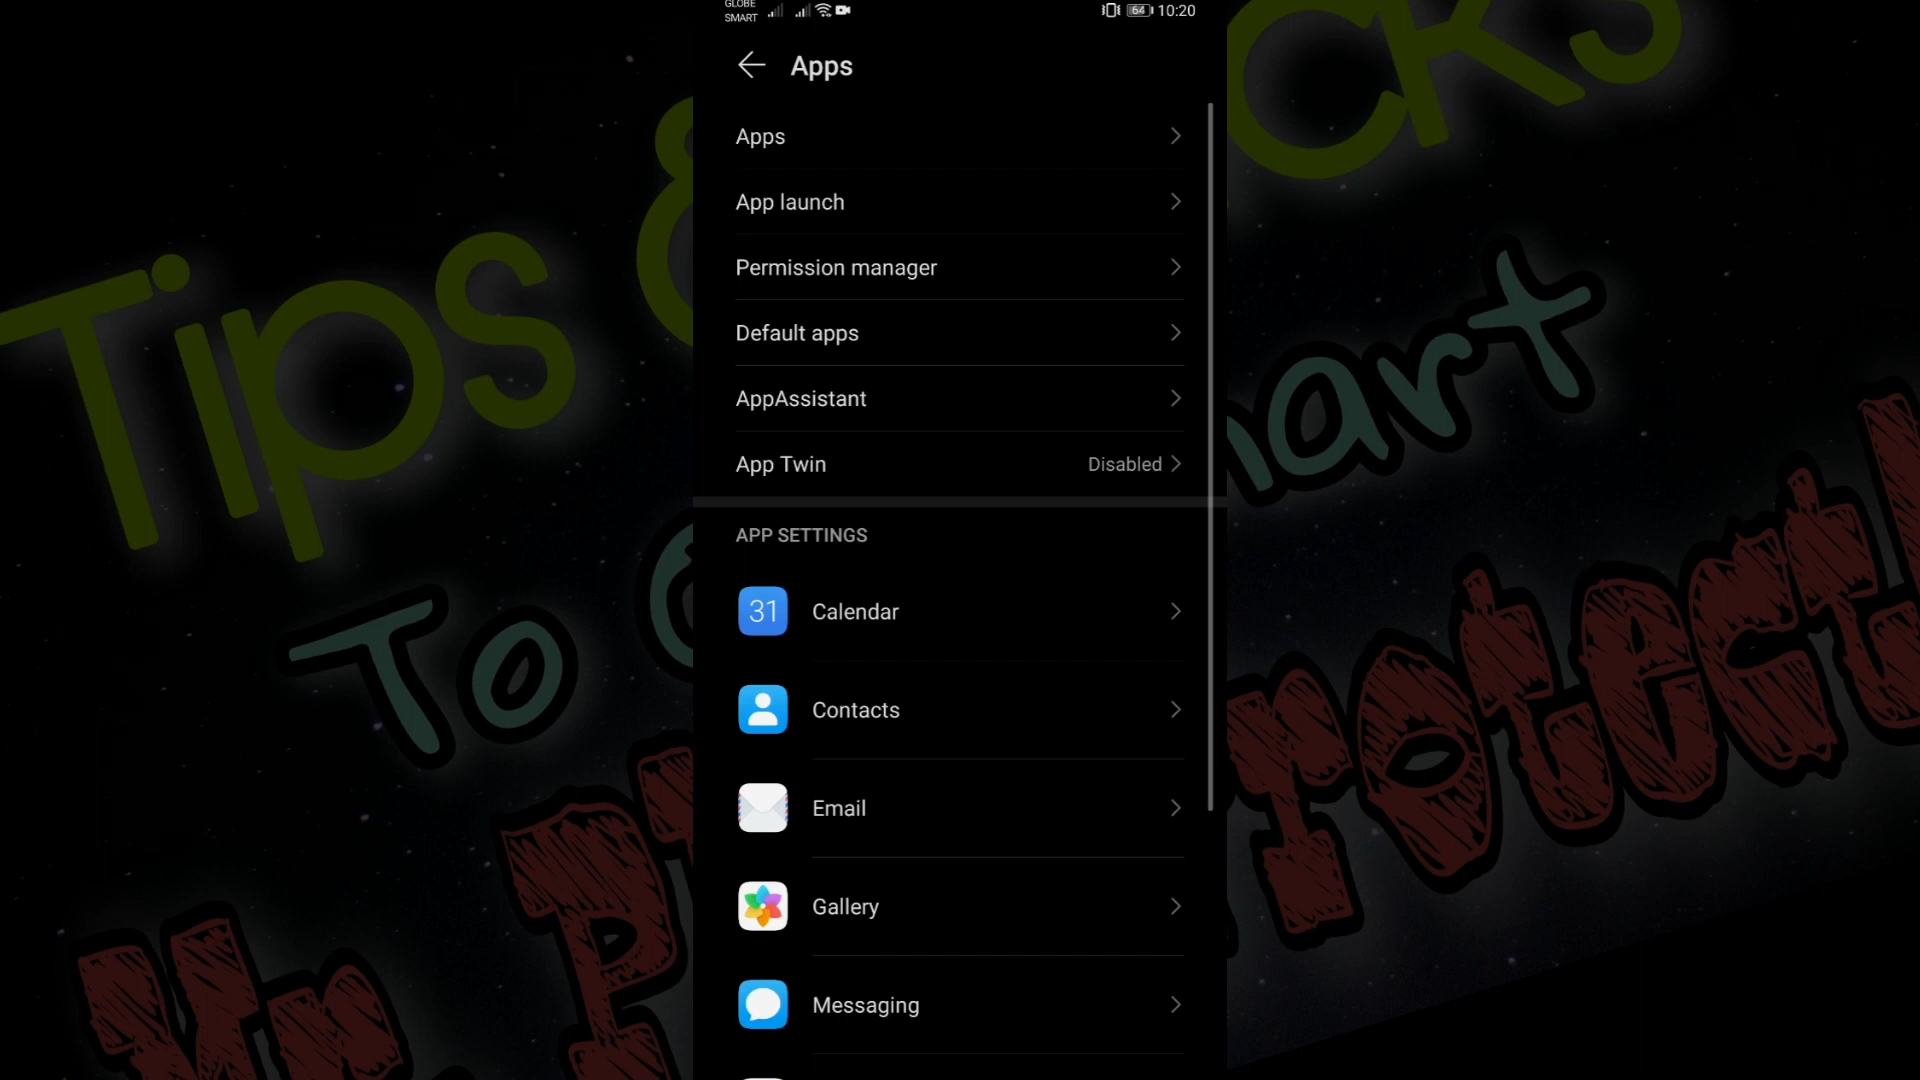 GLOBE
SMART
64
10:20
Apps
Apps
App launch
Permission manager
Default apps
AppAssistant
App Twin
Disabled
APP SETTINGS
31
Calendar
Contacts
Email
Gallery
Messaging
Tips &
To